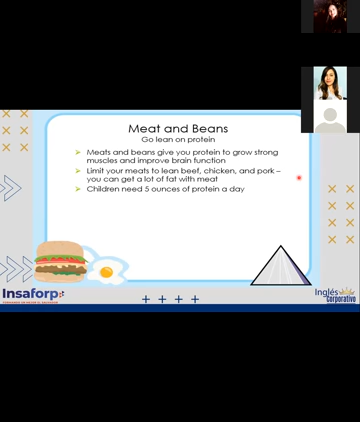 Meat and Beans
Go lean on protein
Meats and beans give you protein to grow strong
muscles and improve brain function
Limit your meats to lean beef, chicken, and pork –
you can get a lot of fat with meat
Children need 5 ounces of protein a day
Insaforp
Inglés
Corporativo